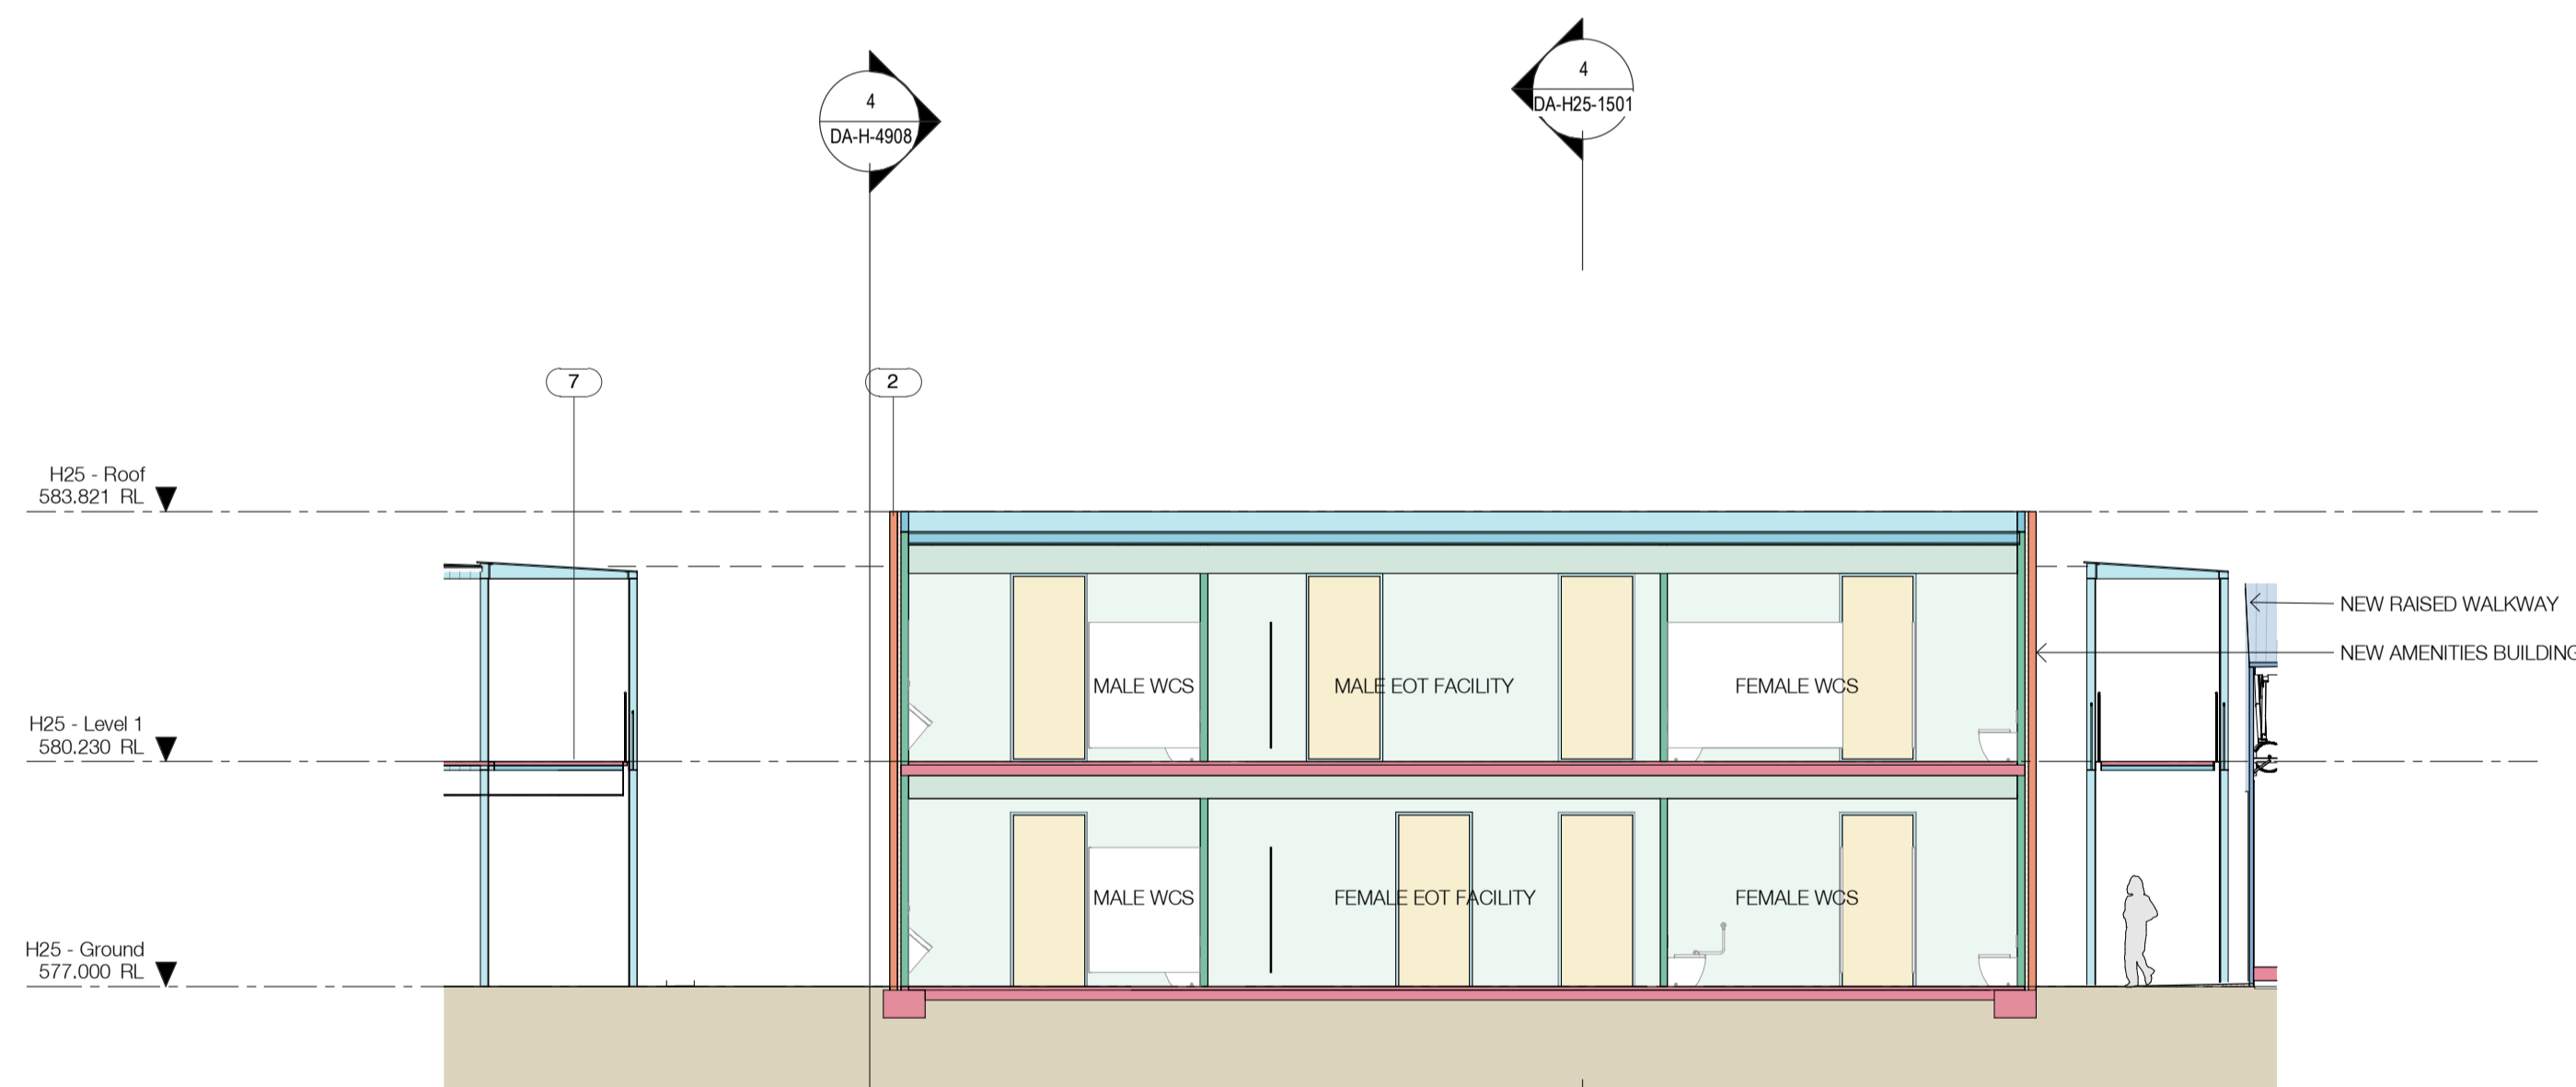 4
DA-H-4908
4
DA-H25-1501
7
2
H25 - Roof
583.821 RL
NEW RAISED WALKWAY
NEW AMENITIES BUILDING
MALE WCS
MALE EOT FACILITY
FEMALE WCS
H25 - Level 1
580.230 RL
MALE WCS
FEMALE EOT FACILITY
FEMALE WCS
H25 - Ground
577.000 RL